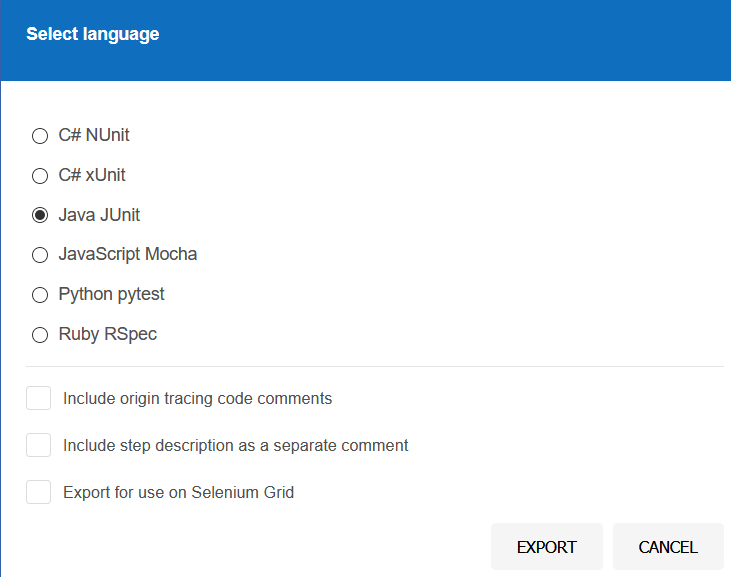 Select language
C# NUnit
C# xUnit
Java JUnit
JavaScript Mocha
Python pytest
Ruby RSpec
Include origin tracing code comments
Include step description as a separate comment
Export for use on Selenium Grid
EXPORT CANCEL